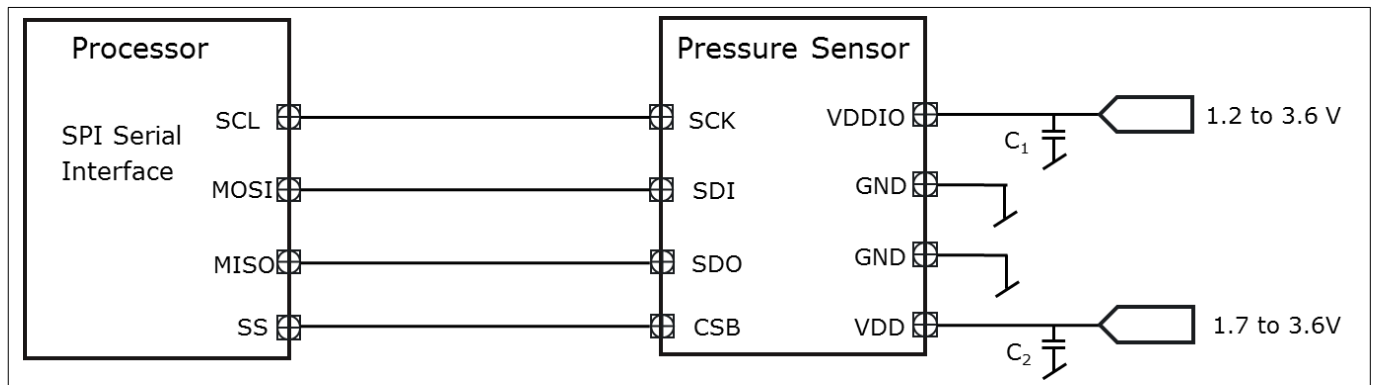 Processor
Pressure Sensor
SPI Serial
Interface
SCL
MOSI
MISO
SS
SCK
SDI
SDO
CSB
VDDIO
GND
GND
VDD
C1
C2
1.2 to 3.6 V
1.7 to 3.6V